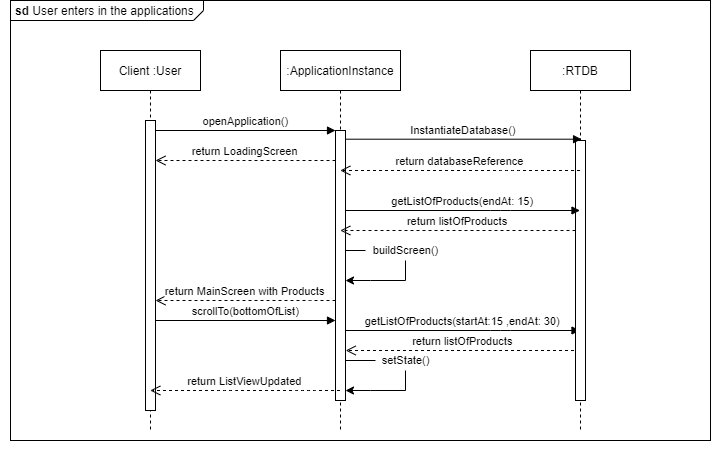 sd User enters in the applications
Client :User
:ApplicationInstance
:RTDB
openApplication()
InstantiateDatabase()
return LoadingScreen
return databaseReference
getListOfProducts(endAt: 15)
return listOfProducts
buildScreen()
return MainScreen with Products
scrollTo(bottomOfList)
getListOfProducts(startAt:15 ,endAt: 30)
return listOfProducts
setState()
return ListViewUpdated